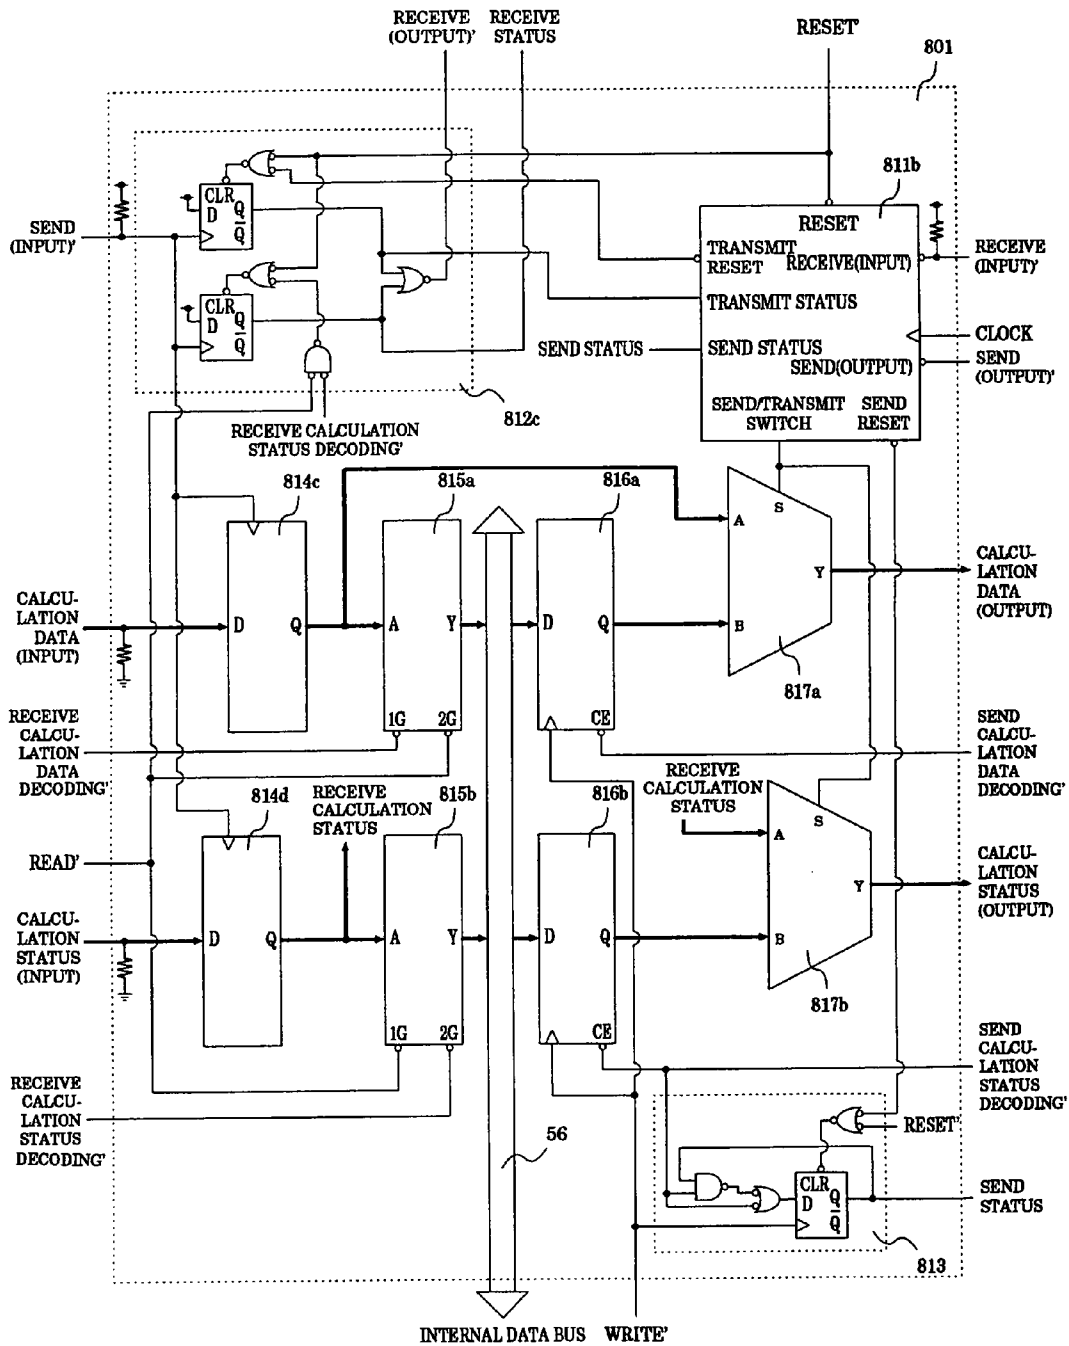 RECEIVE
(OUTPUT)'
RECEIVE
STATUS
RESET'
801
811b
CLR
D Q
Q
SEND
(INPUT)'
CLR
D Q
Q
RESET
TRANSMIT
RESET
RECEIVE(INPUT)
RECEIVE
(INPUT)'
TRANSMIT STATUS
CLOCK
SEND STATUS
SEND STATUS
SEND(OUTPUT)
SEND
(OUTPUT)'
SEND/TRANSMIT
SWITCH
SEND
RESET
812c
RECEIVE CALCULATION
STATUS DECODING'
814c
815a
816a
S
A
Y
B
817a
CALCU-
LATION
DATA
(OUTPUT)
CALCU-
LATION
DATA
(INPUT)
D Q
A Y
D Q
1G 2G
CE
RECEIVE
CALCU-
LATION
DATA
DECODING'
SEND
CALCU-
LATION
DATA
DECODING'
814d
RECEIVE
CALCULATION
STATUS
815b
816b
RECEIVE
CALCULATION
STATUS
S
A
Y
B
817b
READ'
CALCU-
LATION
STATUS
(OUTPUT)
CALCU-
LATION
STATUS
(INPUT)
D Q
A Y
D Q
1G 2G
CE
SEND
CALCU-
LATION
STATUS
DECODING'
RECEIVE
CALCU-
LATION
STATUS
DECODING'
56
RESET'
CLR
D Q
Q
SEND
STATUS
813
INTERNAL DATA BUS
WRITE'